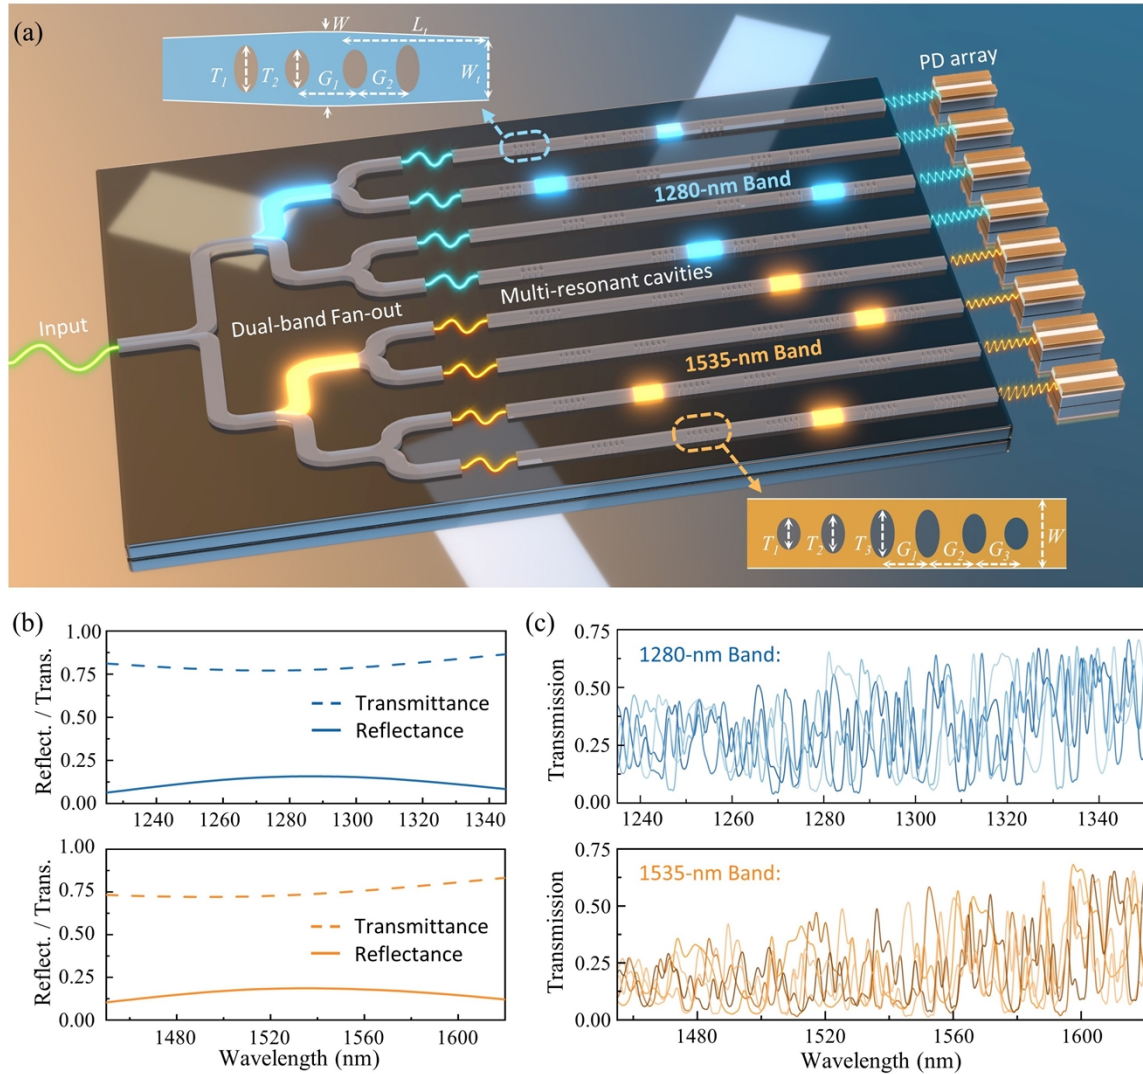 (a)
W
L_t
T_1
T_2
G_1
G_2
W_t
PD array
1280-nm Band
Multi-resonant cavities
Input
Dual-band Fan-out
1535-nm Band
T_1
T_2
T_3
G_1
G_2
G_3
W
(b)
1.00
0.75
0.50
0.25
0.00
Reflect. / Trans.
Transmittance
Reflectance
1240 1260 1280 1300 1320 1340
1.00
0.75
0.50
0.25
0.00
Reflect. / Trans.
Transmittance
Reflectance
1480 1520 1560 1600
Wavelength (nm)
(c)
0.75
0.50
0.25
0.00
Transmission
1280-nm Band:
1240 1260 1280 1300 1320 1340
0.75
0.50
0.25
0.00
Transmission
1535-nm Band:
1480 1520 1560 1600
Wavelength (nm)